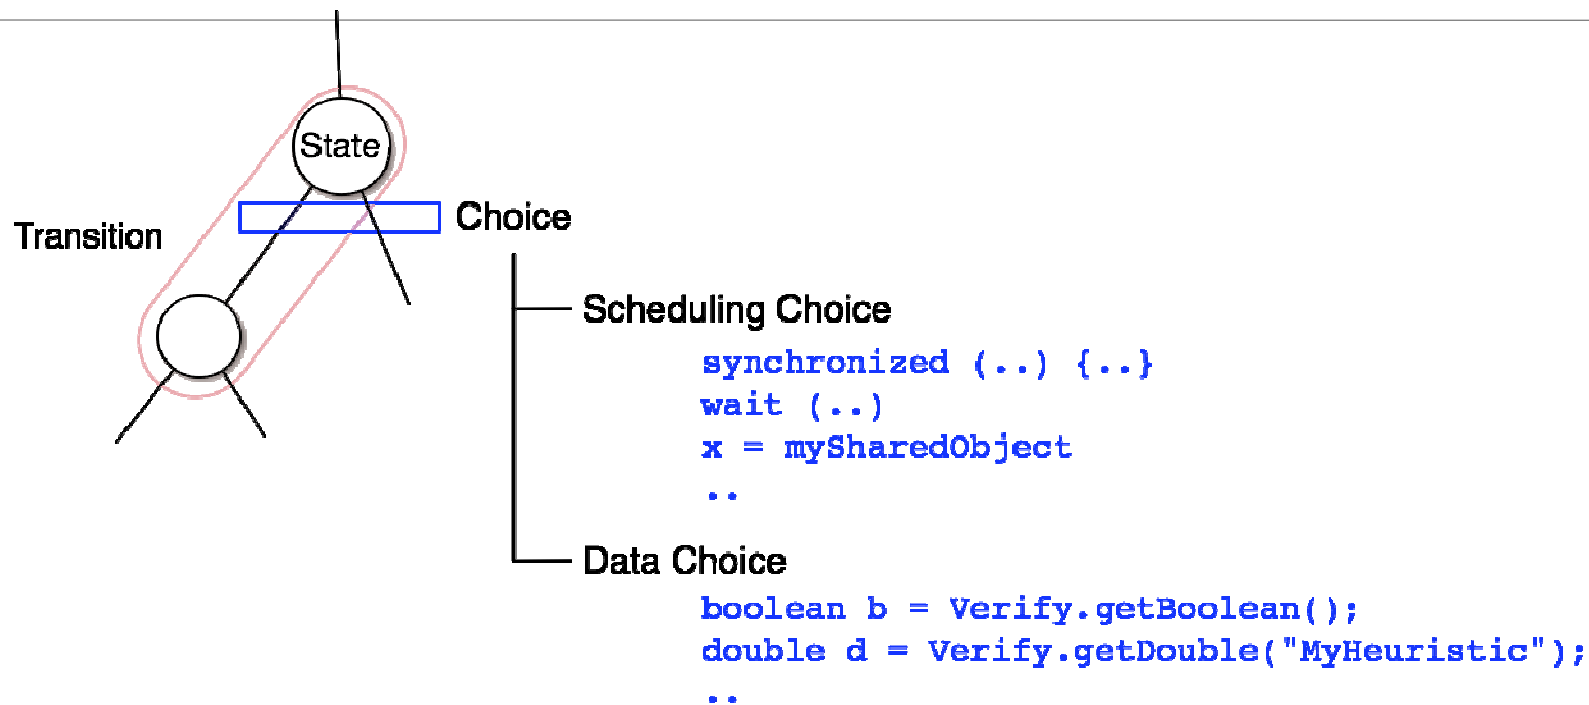 State
Choice
Transition
Scheduling Choice
synchronized (..) {..}
wait (..)
x = mySharedObject
..
Data Choice
boolean b = Verify.getBoolean();
double d = Verify.getDouble("MyHeuristic");
..